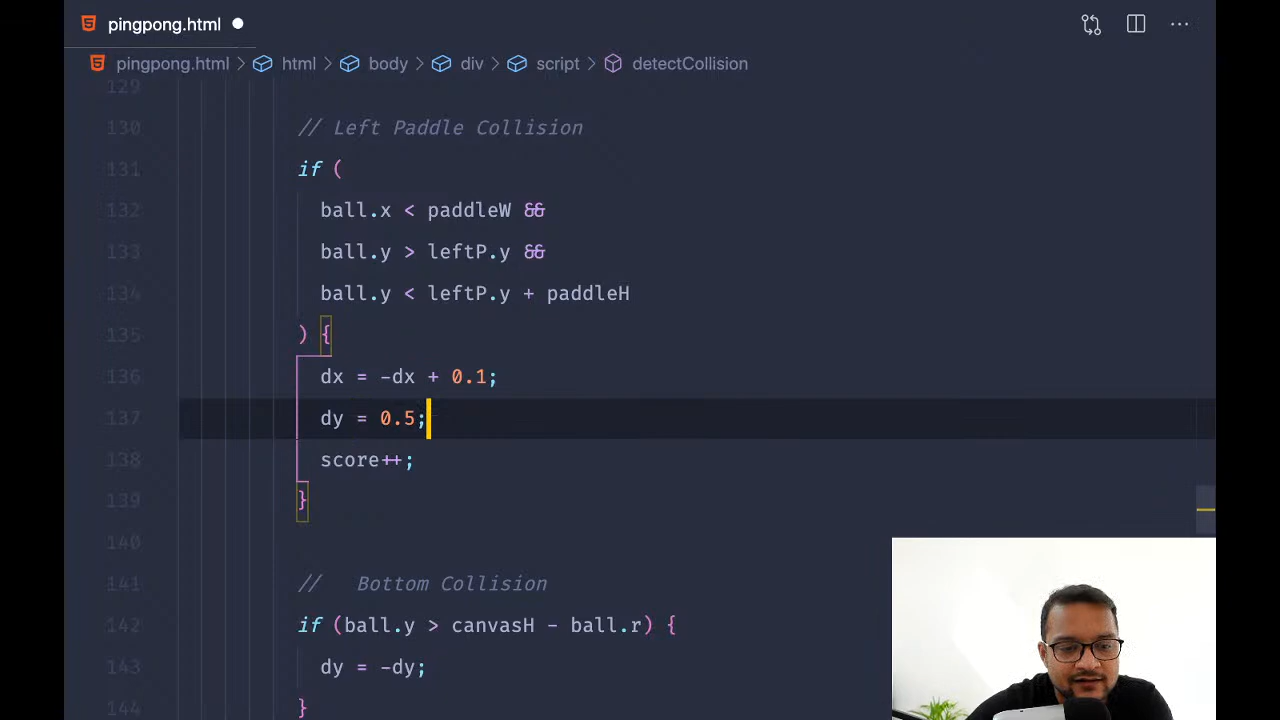 pingpong.html
pingpong.html > html > body > div > script > detectCollision
129
130 // Left Paddle Collision
131 if (
132 ball.x < paddleW &&
133 ball.y > leftP.y &&
134 ball.y < leftP.y + paddleH
135 ) {
136 dx = -dx + 0.1;
137 dy = 0.5;
138 score++;
139 }
140
141 //   Bottom Collision
142 if (ball.y > canvasH - ball.r) {
143 dy = -dy;
144 }